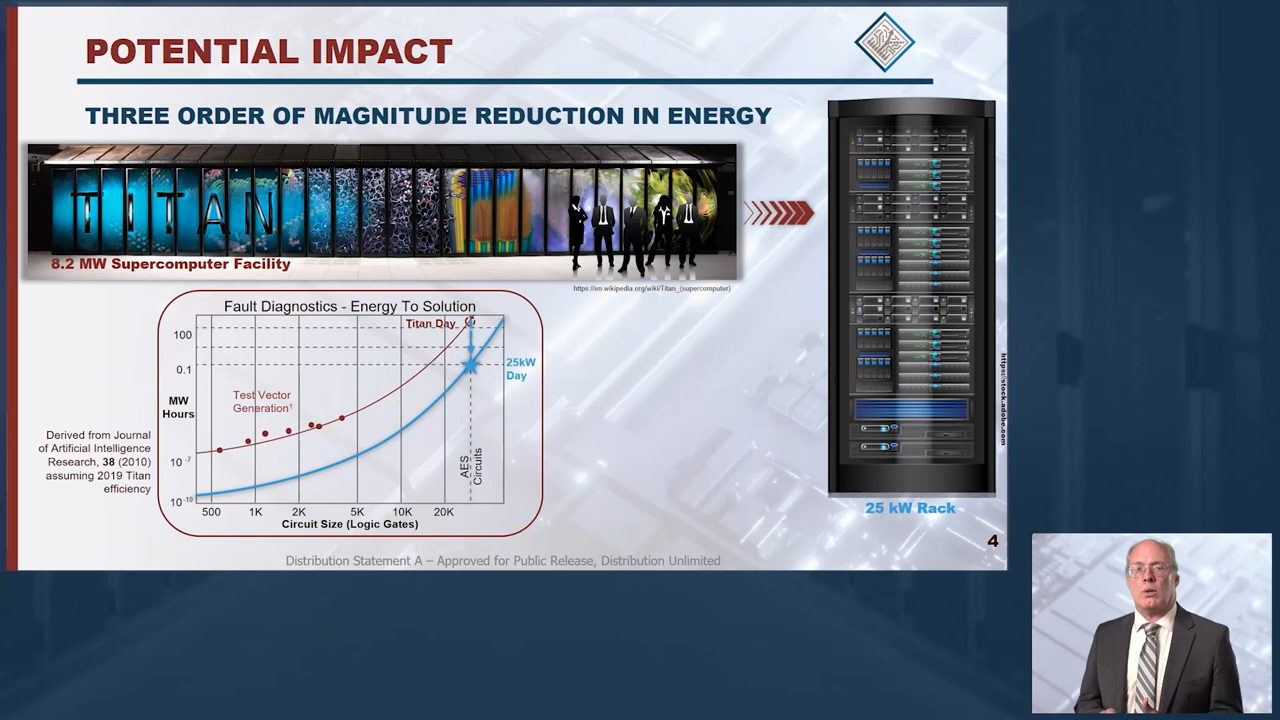 POTENTIAL IMPACT
THREE ORDER OF MAGNITUDE REDUCTION IN ENERGY
TITAN
8.2 MW Supercomputer Facility
https://en.wikipedia.org/wiki/Titan_(supercomputer)
Fault Diagnostics - Energy To Solution
Titan Day
100
0.1
25kW
Day
MW
Hours
Test Vector
Generation¹
Derived from Journal
of Artificial Intelligence
Research, 38 (2010)
assuming 2019 Titan
efficiency
10⁻⁷
10⁻¹⁰
AES
Circuits
500 1K 2K 5K 10K 20K
Circuit Size (Logic Gates)
https://stock.adobe.com
25 kW Rack
4
Distribution Statement A – Approved for Public Release, Distribution Unlimited